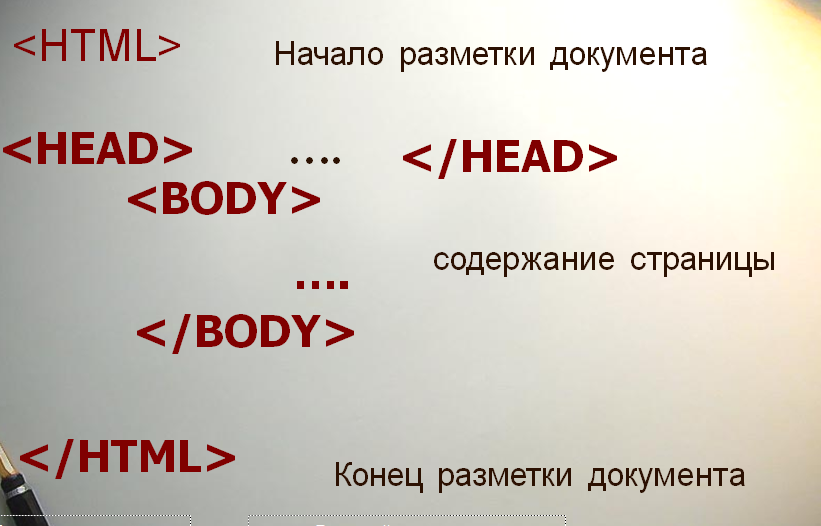 <HTML> Начало разметки документа
<HEAD> .... </HEAD>
<BODY>
содержание страницы
....
</BODY>
</HTML> Конец разметки документа